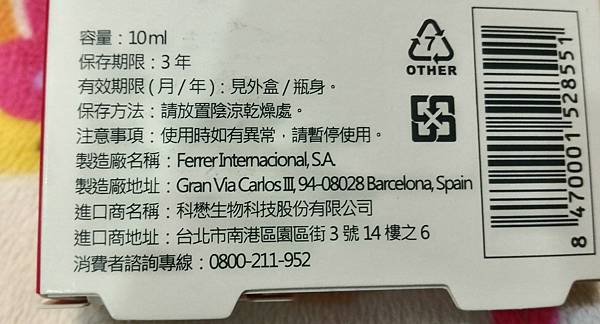 容量：10ml
保存期限：3年
有效期限(月/年)：見外盒/瓶身。
保存方法：請放置陰涼乾燥處。
注意事項：使用時如有異常，請暫停使用。
製造廠名稱：Ferrer Internacional, S.A.
製造廠地址：Gran Via Carlos III, 94-08028 Barcelona, Spain
進口商名稱：科懋生物科技股份有限公司
進口商地址：台北市南港區園區街3號14樓之6
消費者諮詢專線：0800-211-952
7
OTHER
8 470001 528551